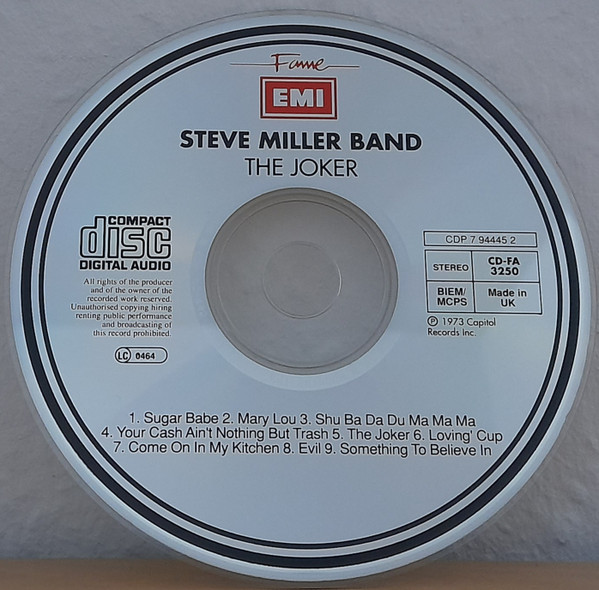 Fame
EMI
STEVE MILLER BAND
THE JOKER
COMPACT
disc
DIGITAL AUDIO
All rights of the producer
and of the owner of the
recorded work reserved.
Unauthorised copying hiring
renting public performance
and broadcasting of
this record prohibited.
LC 0464
CDP 7 94445 2
STEREO
CD-FA
3250
BIEM/
MCPS
Made in
UK
℗ 1973 Capitol
Records Inc.
1. Sugar Babe 2. Mary Lou 3. Shu Ba Da Du Ma Ma Ma
4. Your Cash Ain't Nothing But Trash 5. The Joker 6. Loving' Cup
7. Come On In My Kitchen 8. Evil 9. Something To Believe In